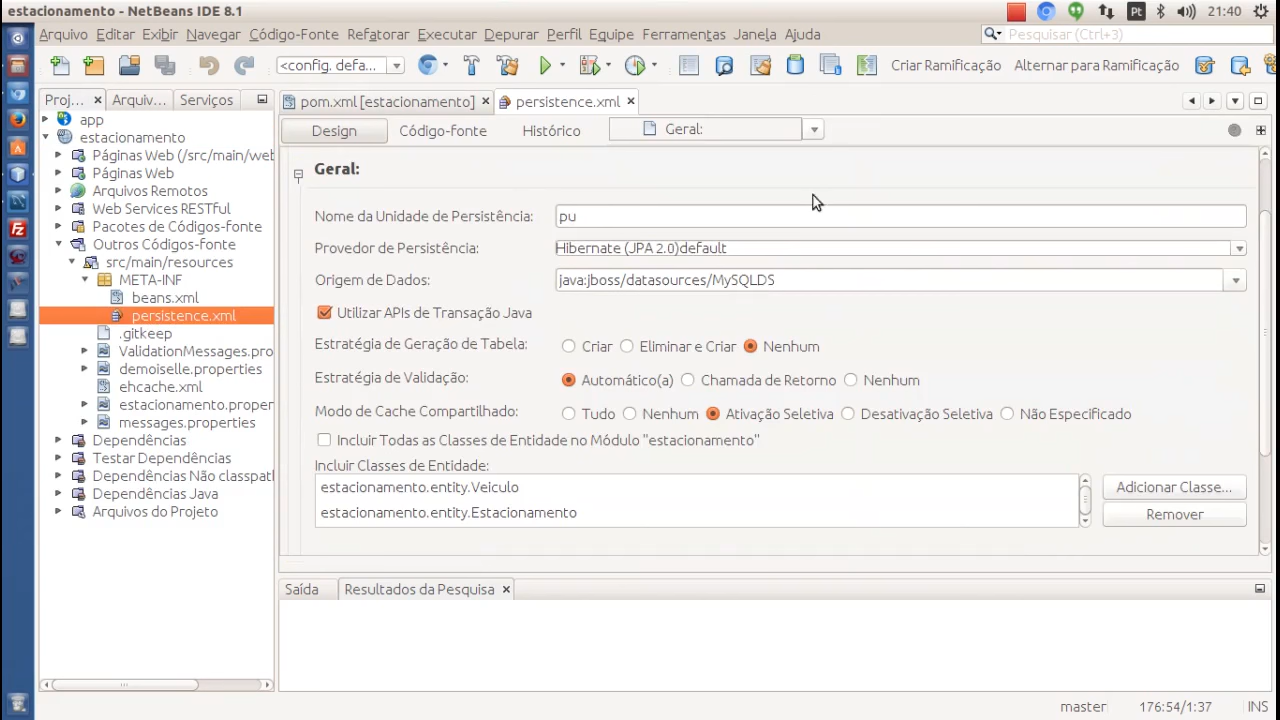 estacionamento - NetBeans IDE 8.1
Pt
21:40
Arquivo Editar Exibir Navegar Código-Fonte Refatorar Executar Depurar Perfil Equipe Ferramentas Janela Ajuda
Pesquisar (Ctrl+3)
<config. defa...
Criar Ramificação
Alternar para Ramificação
Proj... Arquiv... Serviços
pom.xml [estacionamento]
persistence.xml
Design
Código-fonte
Histórico
Geral:
app
estacionamento
Páginas Web (/src/main/web
Páginas Web
Arquivos Remotos
Web Services RESTful
Pacotes de Códigos-fonte
Outros Códigos-fonte
src/main/resources
META-INF
beans.xml
persistence.xml
.gitkeep
ValidationMessages.pro
demoiselle.properties
ehcache.xml
estacionamento.proper
messages.properties
Dependências
Testar Dependências
Dependências Não classpat
Dependências Java
Arquivos do Projeto
Geral:
Nome da Unidade de Persistência: pu
Provedor de Persistência: Hibernate (JPA 2.0)default
Origem de Dados: java:jboss/datasources/MySQLDS
Utilizar APIs de Transação Java
Estratégia de Geração de Tabela: Criar Eliminar e Criar Nenhum
Estratégia de Validação: Automático(a) Chamada de Retorno Nenhum
Modo de Cache Compartilhado: Tudo Nenhum Ativação Seletiva Desativação Seletiva Não Especificado
Incluir Todas as Classes de Entidade no Módulo "estacionamento"
Incluir Classes de Entidade:
estacionamento.entity.Veiculo
estacionamento.entity.Estacionamento
Adicionar Classe...
Remover
Saída
Resultados da Pesquisa
master
176:54/1:37
INS